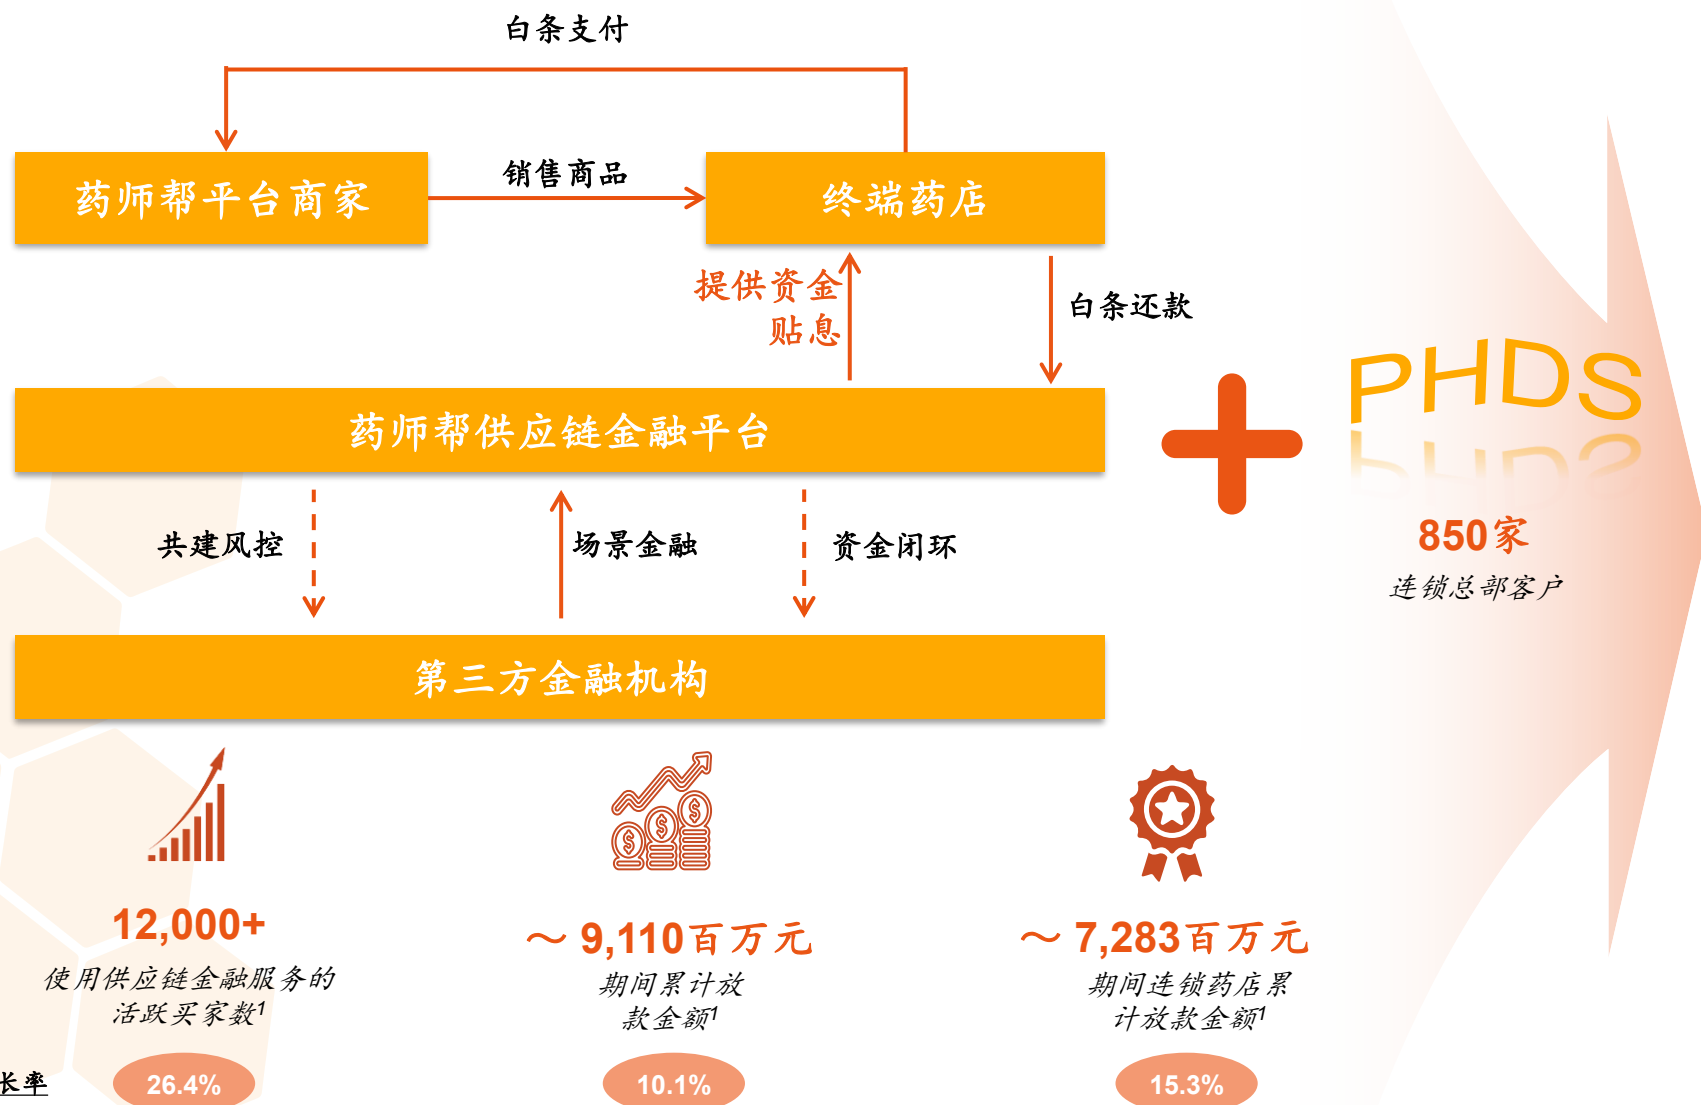 白条支付
药师帮平台商家
销售商品
终端药店
提供资金
贴息
白条还款
药师帮供应链金融平台
PHDS
850家
连锁总部客户
共建风控
场景金融
资金闭环
第三方金融机构
12,000+
使用供应链金融服务的
活跃买家数1
～ 9,110百万元
期间累计放
款金额1
～ 7,283百万元
期间连锁药店累
计放款金额1
长率
26.4%
10.1%
15.3%